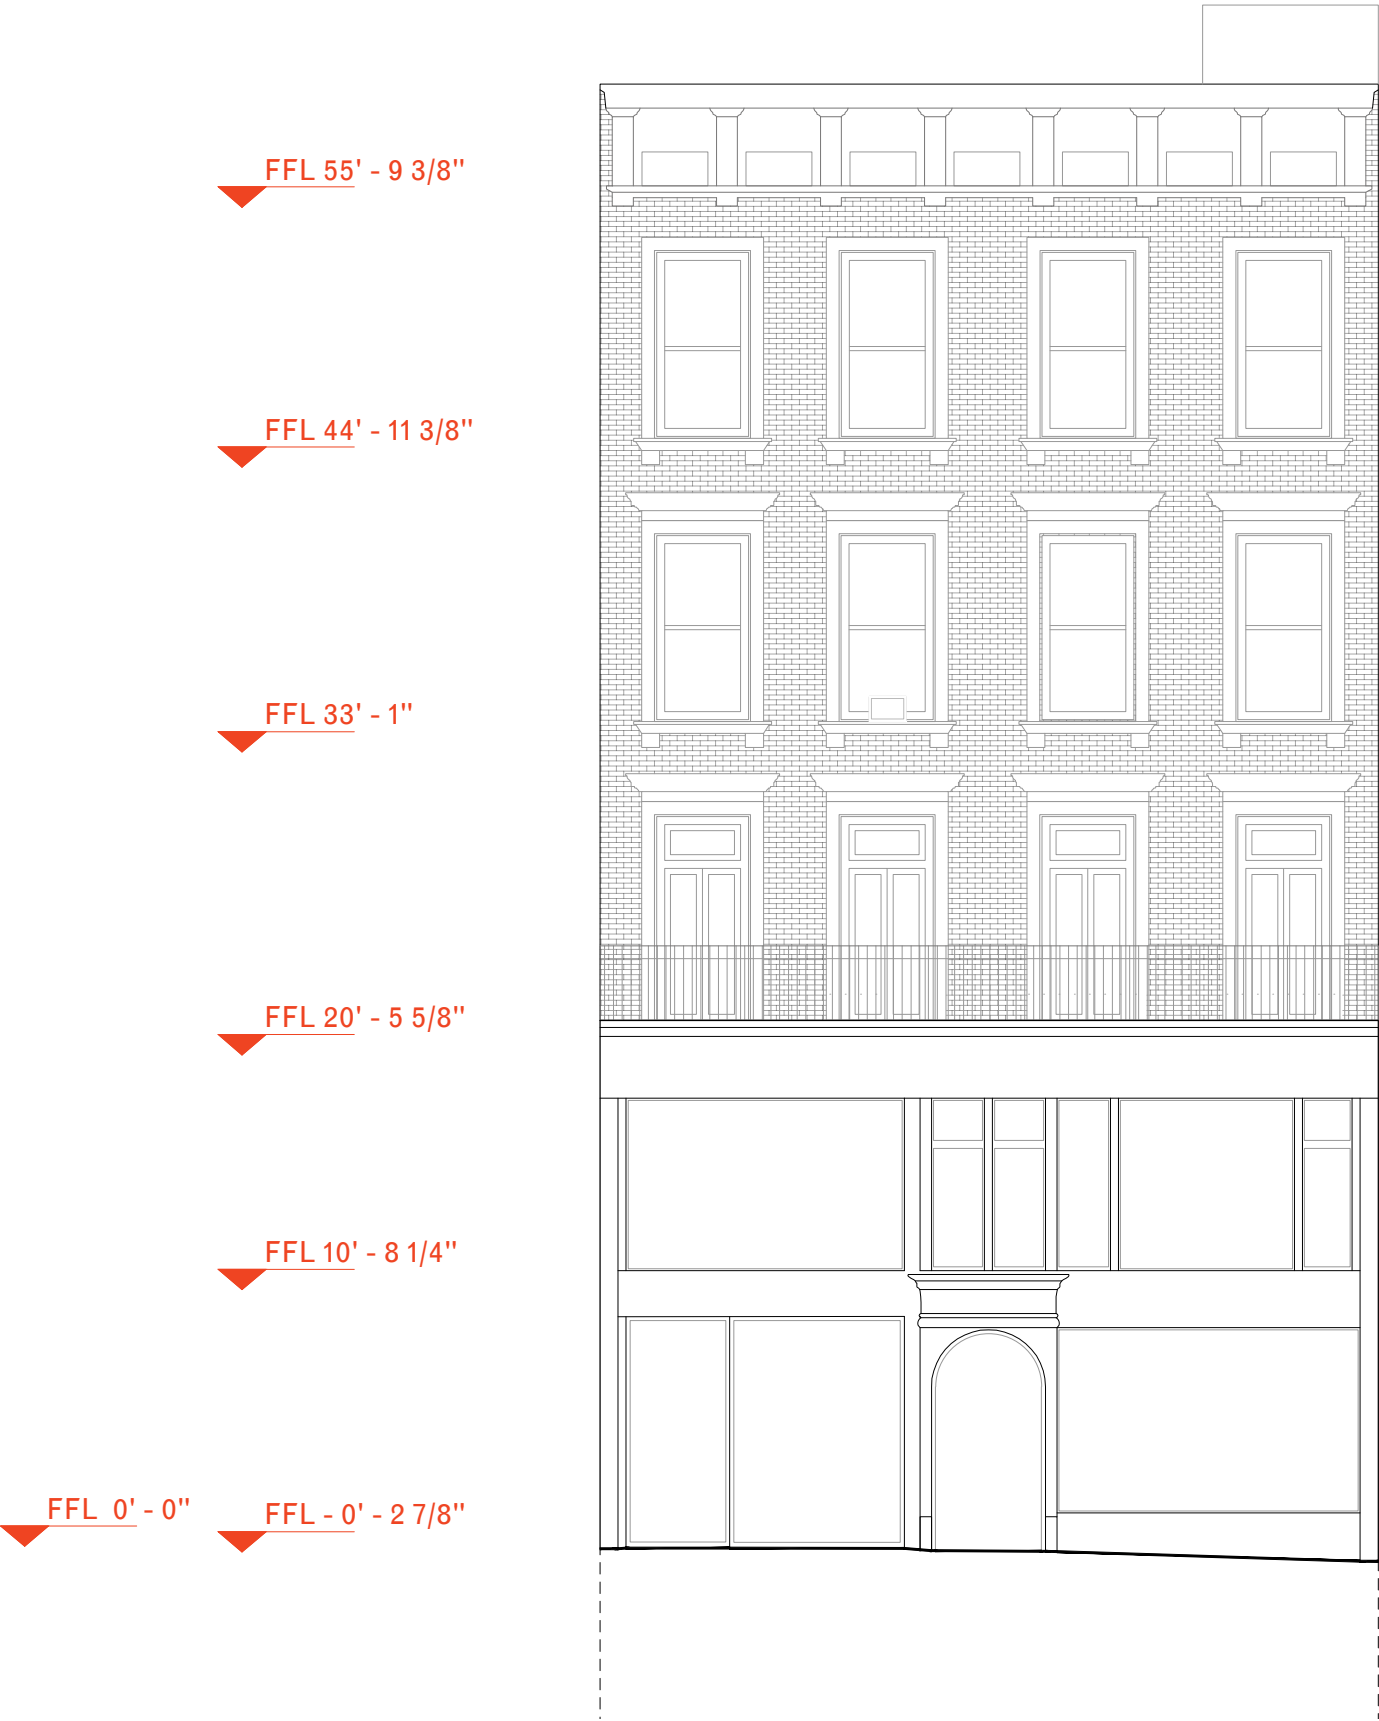 FFL 55' - 9 3/8"
FFL 44' - 11 3/8"
FFL 33' - 1"
FFL 20' - 5 5/8"
FFL 10' - 8 1/4"
FFL 0' - 0"
FFL - 0' - 2 7/8"